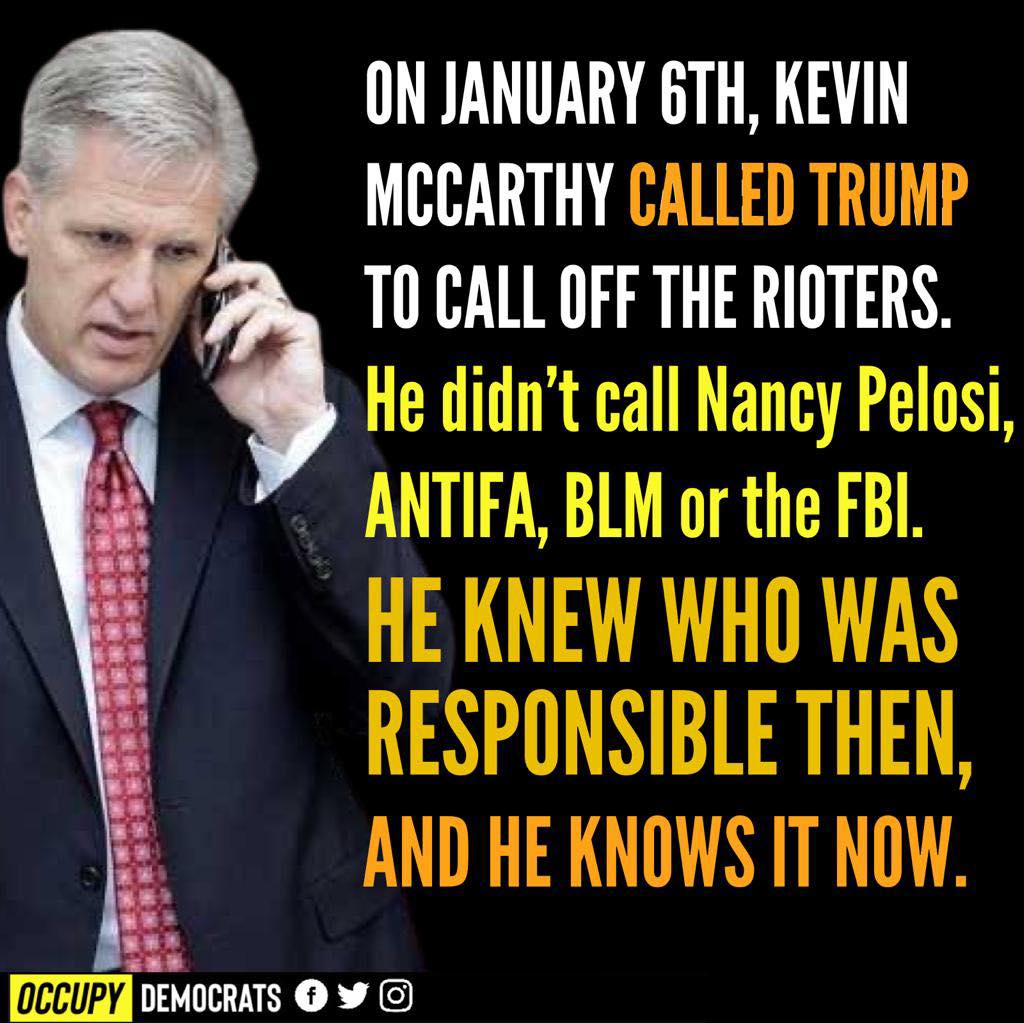 ON JANUARY 6TH, KEVIN
MCCARTHY CALLED TRUMP
TO CALL OFF THE RIOTERS.
He didn't call Nancy Pelosi,
ANTIFA, BLM or the FBI.
HE KNEW WHO WAS
RESPONSIBLE THEN,
AND HE KNOWS IT NOW.
OCCUPY DEMOCRATS